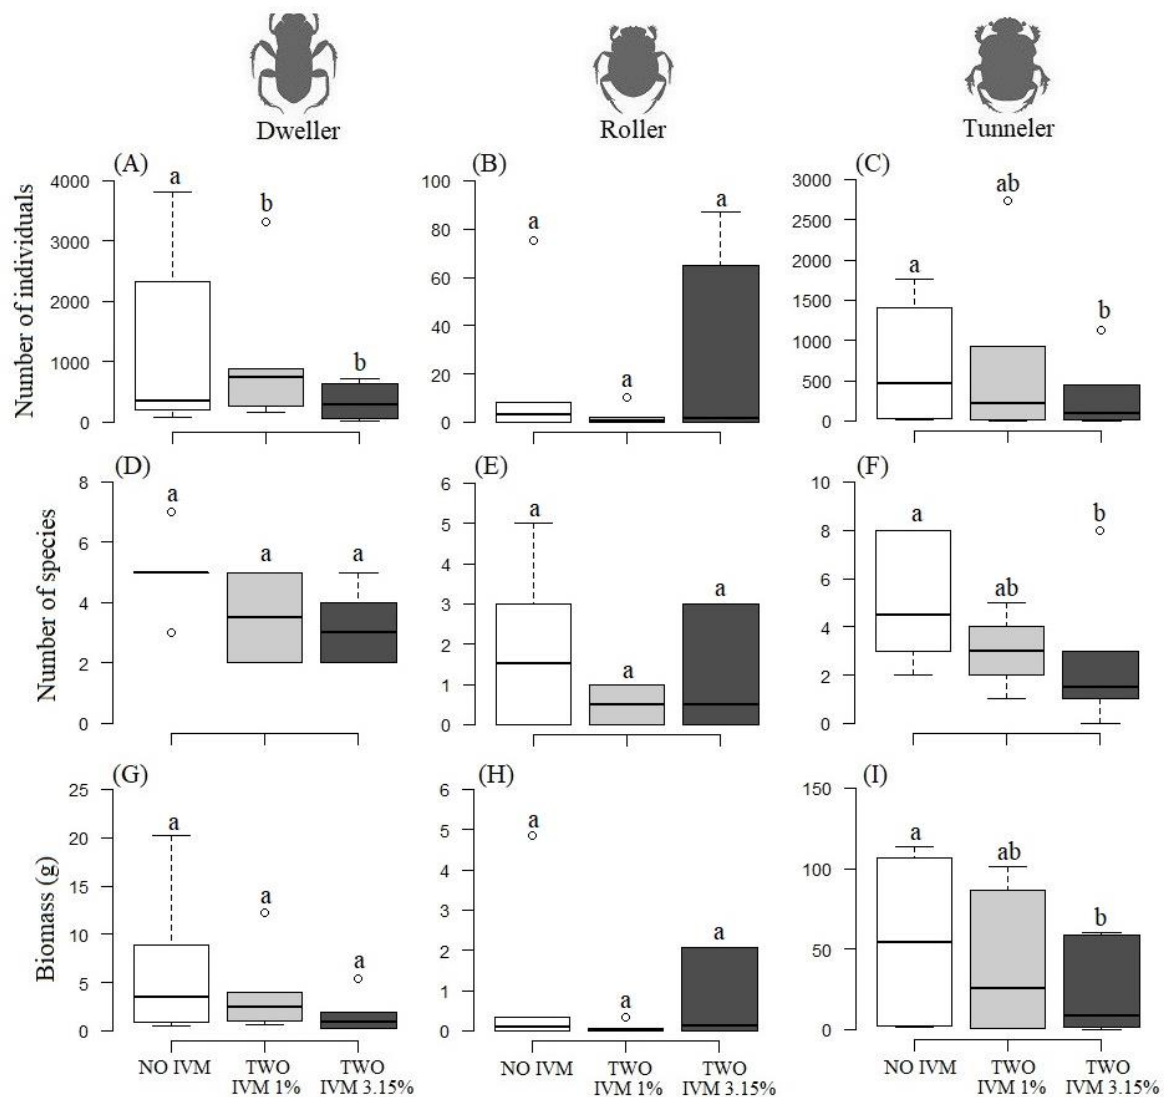 Dweller Roller Tunneler
(A) (B) (C)
Number of individuals
4000 3000 2000 1000 0
a b b
100 80 60 40 20 0
a a a
3000 2500 2000 1500 1000 500 0
a ab b
(D) (E) (F)
Number of species
8 6 4 2 0
a a a
6 5 4 3 2 1 0
a a a
10 8 6 4 2 0
a ab b
(G) (H) (I)
Biomass (g)
25 20 15 10 5 0
a a a
6 5 4 3 2 1 0
a a a
150 100 50 0
a ab b
NO IVM TWO TWO NO IVM TWO TWO NO IVM TWO TWO
IVM 1% IVM 3.15% IVM 1% IVM 3.15% IVM 1% IVM 3.15%